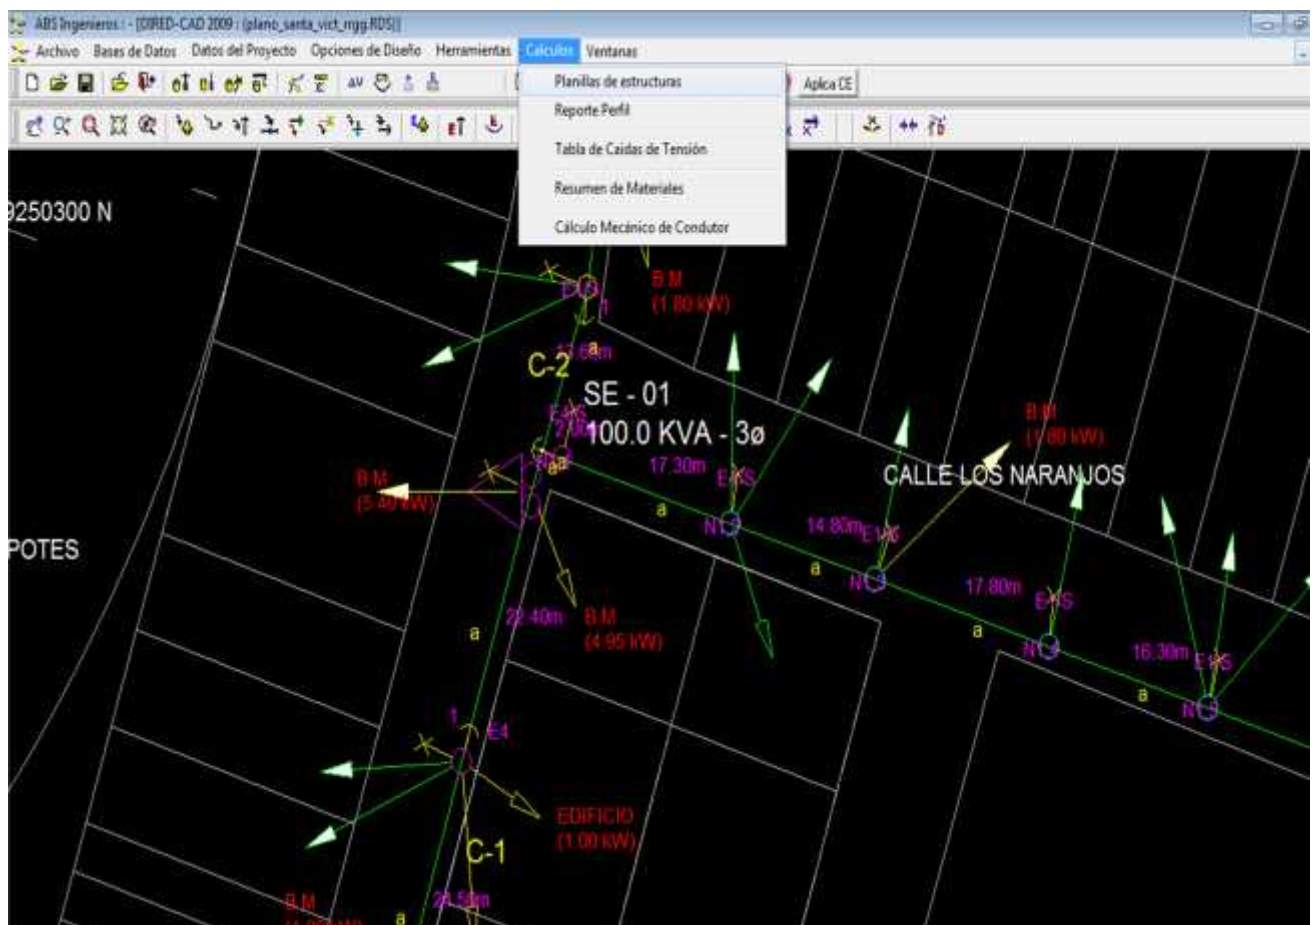 ABS Ingenieros : - [DIRED-CAD 2009 : (plano_santa_vict_mgg.RDS)]
Archivo Bases de Datos Datos del Proyecto Opciones de Diseño Herramientas Calculos Ventanas
Planillas de estructuras
Aplica CE
Reporte Perfil
Tabla de Caidas de Tensión
Resumen de Materiales
Cálculo Mecánico de Condutor
9250300 N
B.M
(1.80 kW)
1
a
C-2
SE - 01
100.0 KVA - 3ø
B.M
(1.80 kW)
17.30m
CALLE LOS NARANJOS
B.M
(5.40 kW)
a
14.80m
POTES
a
17.80m
22.40m
B.M
(4.95 kW)
a
a
16.30m
a
1
E4
EDIFICIO
(1.00 kW)
C-1
B.M
a